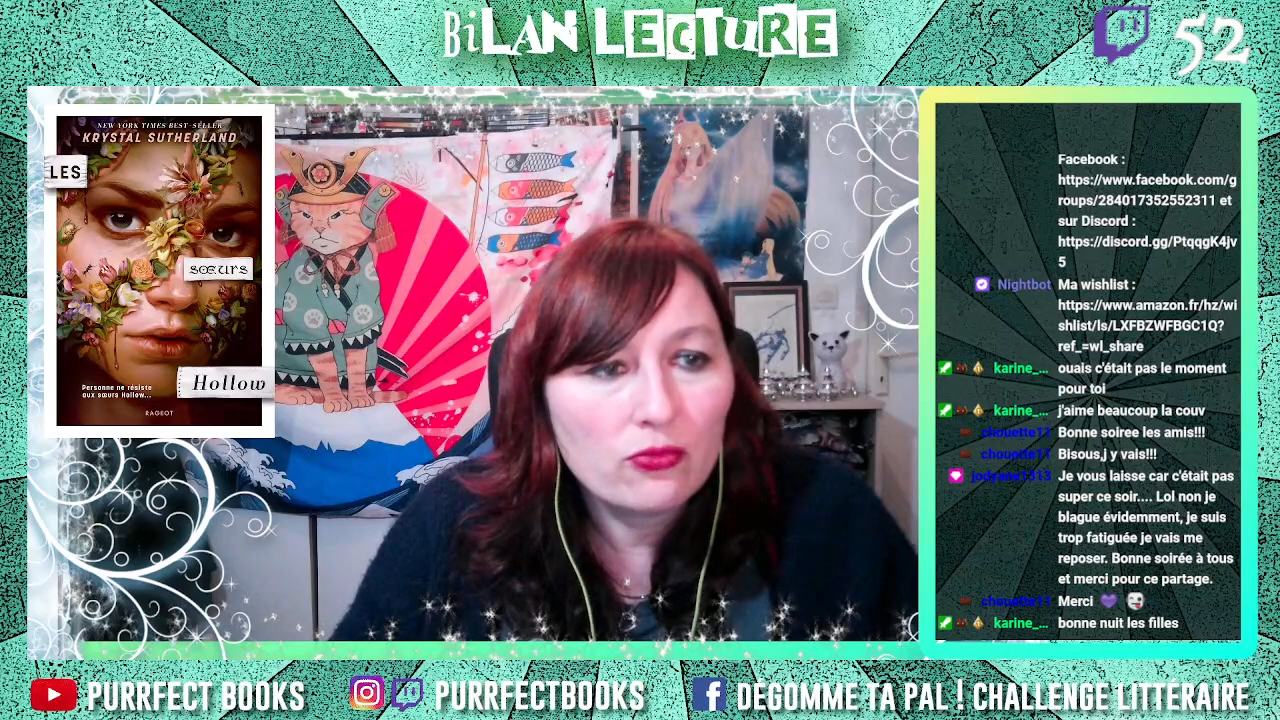 BiLAN LECTURE
52
NEW YORK TIMES BEST-SELLER
KRYSTAL SUTHERLAND
LES
SŒURS
Hollow
Personne ne résiste
aux sœurs Hollow...
RAGEOT
Facebook :
https://www.facebook.com/g
roups/284017352552311 et
sur Discord :
https://discord.gg/PtqqgK4jv
5
Nightbot Ma wishlist :
https://www.amazon.fr/hz/wi
shlist/ls/LXFBZWFBGC1Q?
ref_=wl_share
karine_... ouais c'était pas le moment
pour toi
karine_... j'aime beaucoup la couv
chouette11 Bonne soiree les amis!!!
chouette11 Bisous,j y vais!!!
Je vous laisse car c'était pas
super ce soir.... Lol non je
blague évidemment, je suis
trop fatiguée je vais me
reposer. Bonne soirée à tous
et merci pour ce partage.
chouette11 Merci
karine_... bonne nuit les filles
PURRFECT BOOKS
PURRFECTBOOKS
DÉGOMME TA PAL ! CHALLENGE LITTÉRAIRE